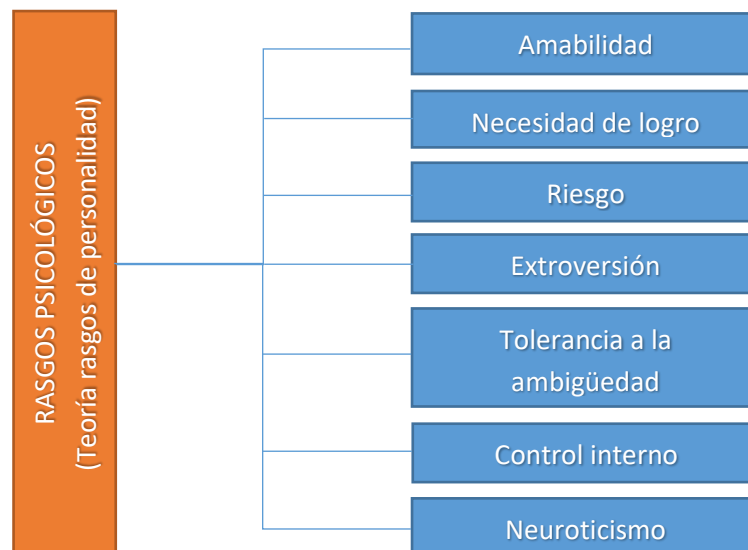 RASGOS PSICOLÓGICOS
(Teoría rasgos de personalidad)
Amabilidad
Necesidad de logro
Riesgo
Extroversión
Tolerancia a la
ambigüedad
Control interno
Neuroticismo